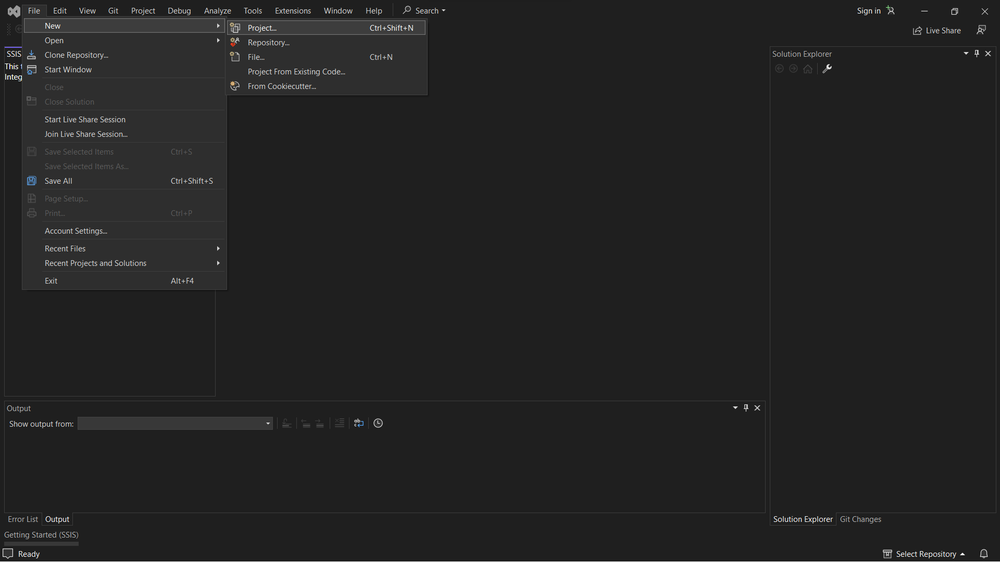 File Edit View Git Project Debug Analyze Tools Extensions Window Help Search Sign in
Live Share
New
Open
Clone Repository...
Start Window
Close
Close Solution
Start Live Share Session
Join Live Share Session...
Save Selected Items Ctrl+S
Save Selected Items As...
Save All Ctrl+Shift+S
Page Setup...
Print... Ctrl+P
Account Settings...
Recent Files
Recent Projects and Solutions
Exit Alt+F4
Project... Ctrl+Shift+N
Repository...
File... Ctrl+N
Project From Existing Code...
From Cookiecutter...
SSIS
This t
Integ
Solution Explorer
Output
Show output from:
Error List Output
Solution Explorer Git Changes
Getting Started (SSIS)
Ready
Select Repository